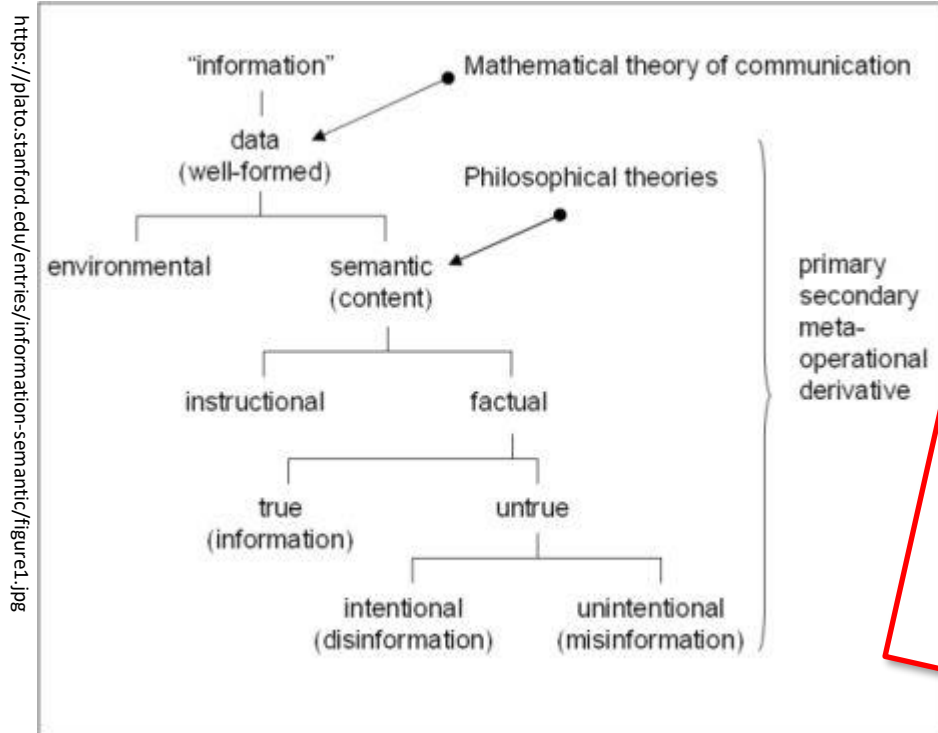 https://plato.stanford.edu/entries/information-semantic/figure1.jpg
“information”
Mathematical theory of communication
data
(well-formed)
Philosophical theories
environmental
semantic
(content)
primary
secondary
meta-
operational
derivative
instructional
factual
true
(information)
untrue
intentional
(disinformation)
unintentional
(misinformation)